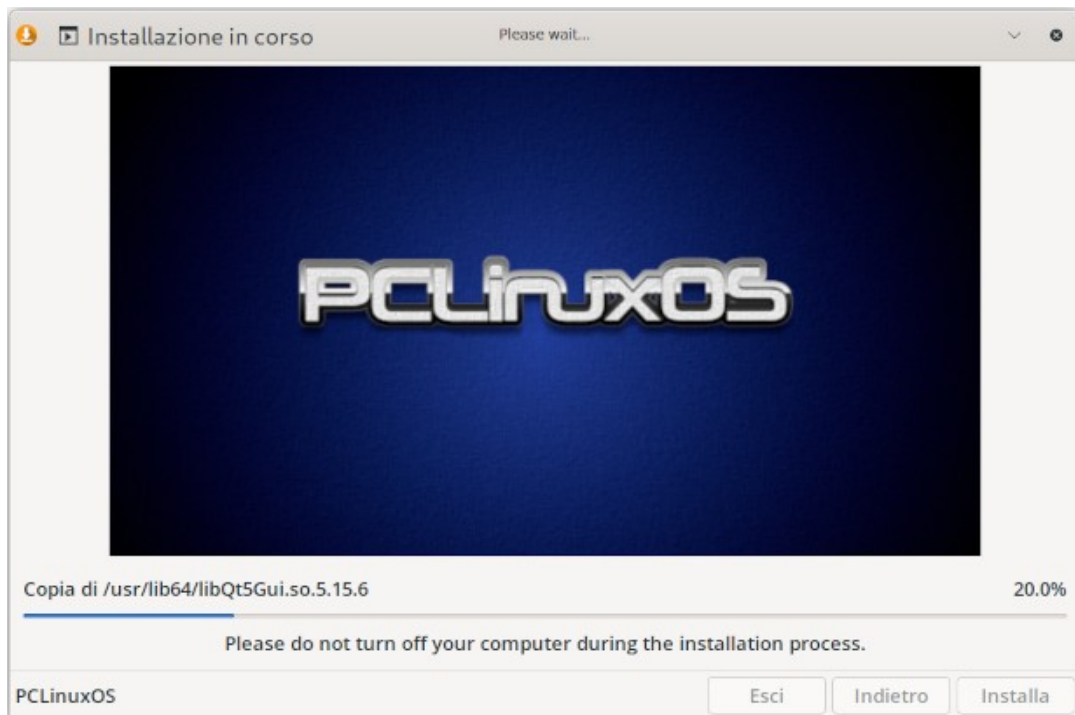 Installazione in corso
Please wait...
PCLinuxOS
Copia di /usr/lib64/libQt5Gui.so.5.15.6 20.0%
Please do not turn off your computer during the installation process.
PCLinuxOS Esci Indietro Installa